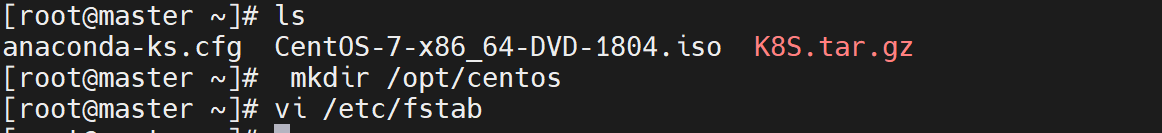 [root@master ~]# ls
anaconda-ks.cfg  CentOS-7-x86_64-DVD-1804.iso  K8S.tar.gz
[root@master ~]#  mkdir /opt/centos
[root@master ~]# vi /etc/fstab